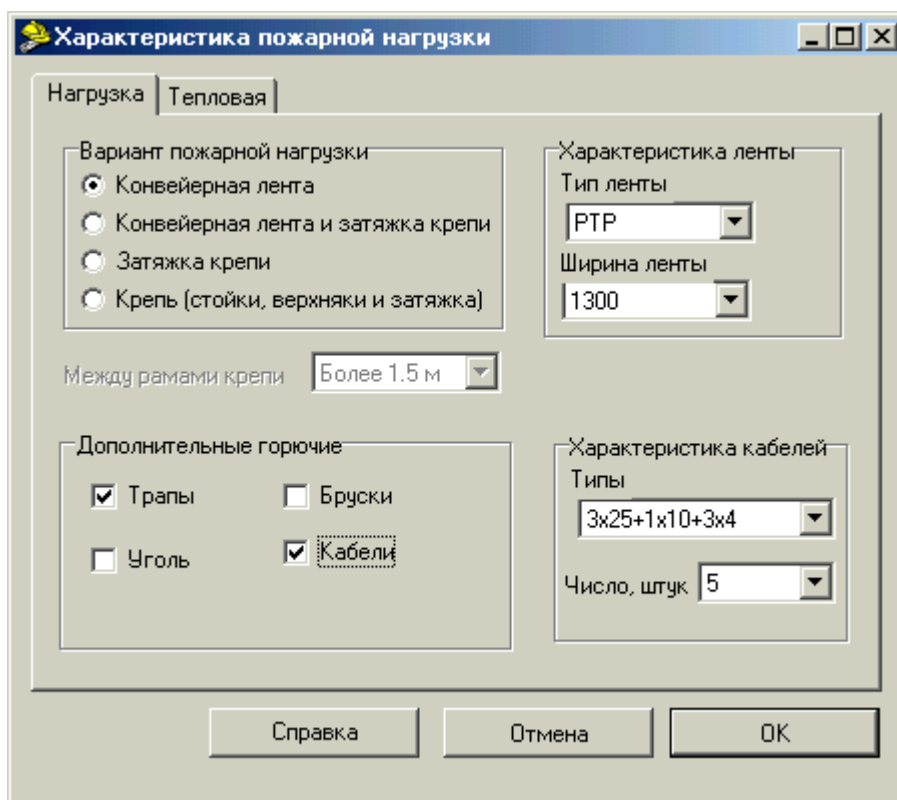 Характеристика пожарной нагрузки
Нагрузка
Тепловая
Вариант пожарной нагрузки
Конвейерная лента
Конвейерная лента и затяжка крепи
Затяжка крепи
Крепь (стойки, верхняки и затяжка)
Характеристика ленты
Тип ленты
РТР
Ширина ленты
1300
Между рамами крепи
Более 1.5 м
Дополнительные горючие
Трапы
Бруски
Уголь
Кабели
Характеристика кабелей
Типы
3x25+1x10+3x4
Число, штук
5
Справка
Отмена
OK